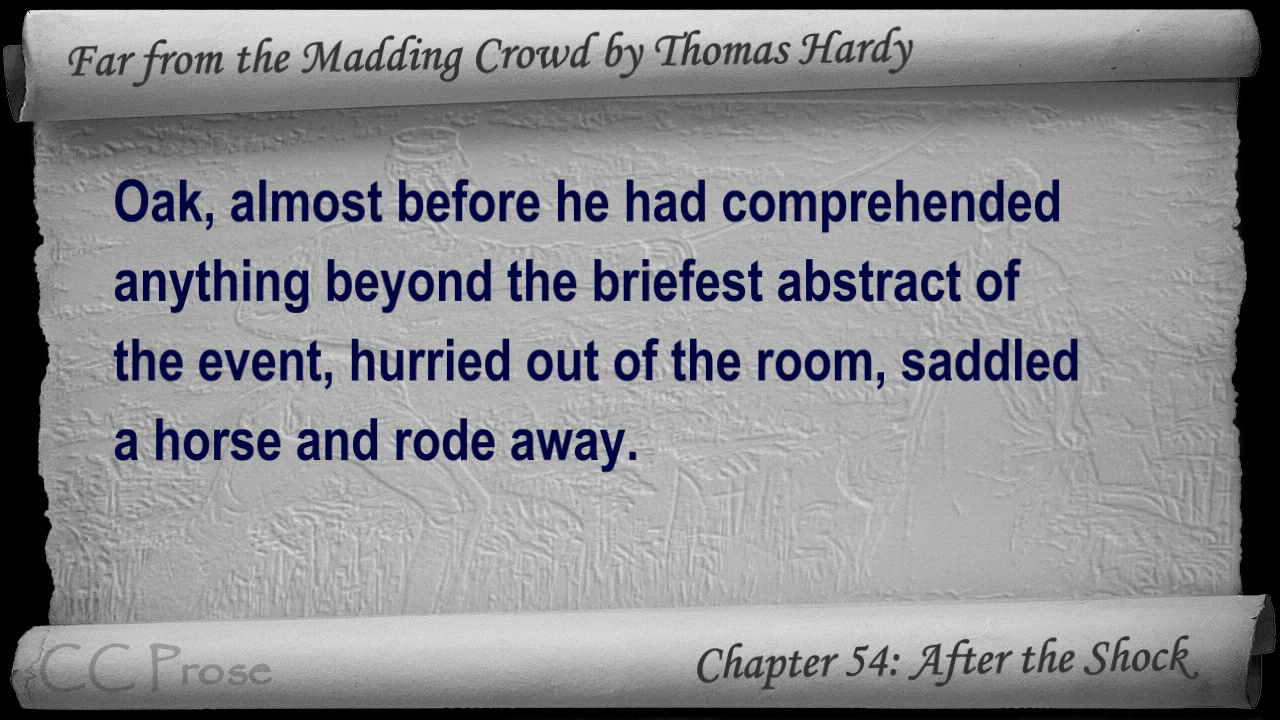 Far from the Madding Crowd by Thomas Hardy
Oak, almost before he had comprehended
anything beyond the briefest abstract of
the event, hurried out of the room, saddled
a horse and rode away.
CC Prose
Chapter 54: After the Shock